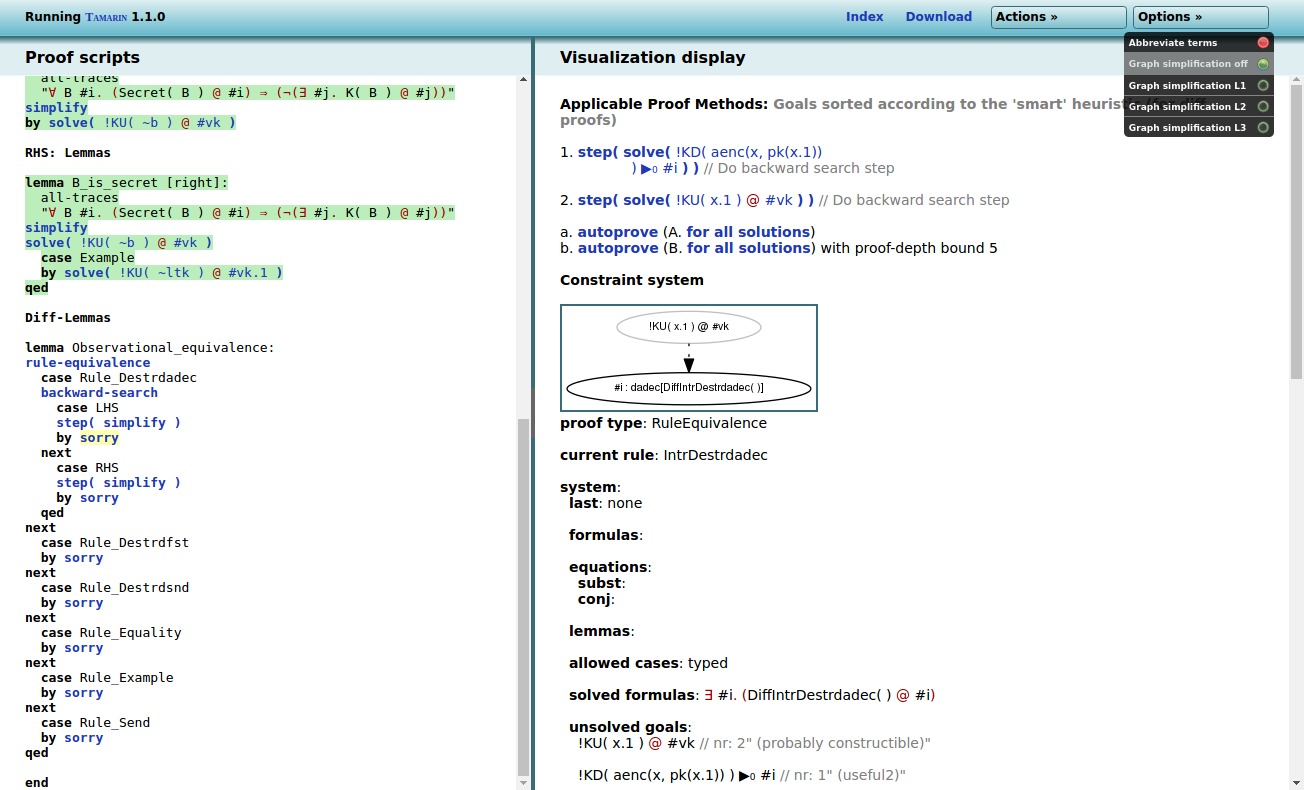 Running TAMARIN 1.1.0
Index Download Actions » Options »
Abbreviate terms
Graph simplification off
Graph simplification L1
Graph simplification L2
Graph simplification L3
Proof scripts
all-traces
"∀ B #i. (Secret( B ) @ #i) ⇒ (¬(∃ #j. K( B ) @ #j))"
simplify
by solve( !KU( ~b ) @ #vk )
RHS: Lemmas
lemma B_is_secret [right]:
all-traces
"∀ B #i. (Secret( B ) @ #i) ⇒ (¬(∃ #j. K( B ) @ #j))"
simplify
solve( !KU( ~b ) @ #vk )
case Example
by solve( !KU( ~ltk ) @ #vk.1 )
qed
Diff-Lemmas
lemma Observational_equivalence:
rule-equivalence
case Rule_Destrdadec
backward-search
case LHS
step( simplify )
by sorry
next
case RHS
step( simplify )
by sorry
qed
next
case Rule_Destrdfst
by sorry
next
case Rule_Destrdsnd
by sorry
next
case Rule_Equality
by sorry
next
case Rule_Example
by sorry
next
case Rule_Send
by sorry
qed
end
Visualization display
Applicable Proof Methods: Goals sorted according to the 'smart' heuristic
proofs)
1. step( solve( !KD( aenc(x, pk(x.1))
) ▶₀ #i ) ) // Do backward search step
2. step( solve( !KU( x.1 ) @ #vk ) ) // Do backward search step
a. autoprove (A. for all solutions)
b. autoprove (B. for all solutions) with proof-depth bound 5
Constraint system
!KU( x.1 ) @ #vk
#i : dadec[DiffIntrDestrdadec( )]
proof type: RuleEquivalence
current rule: IntrDestrdadec
system:
last: none
formulas:
equations:
subst:
conj:
lemmas:
allowed cases: typed
solved formulas: ∃ #i. (DiffIntrDestrdadec( ) @ #i)
unsolved goals:
!KU( x.1 ) @ #vk // nr: 2" (probably constructible)"
!KD( aenc(x, pk(x.1)) ) ▶₀ #i // nr: 1" (useful2)"